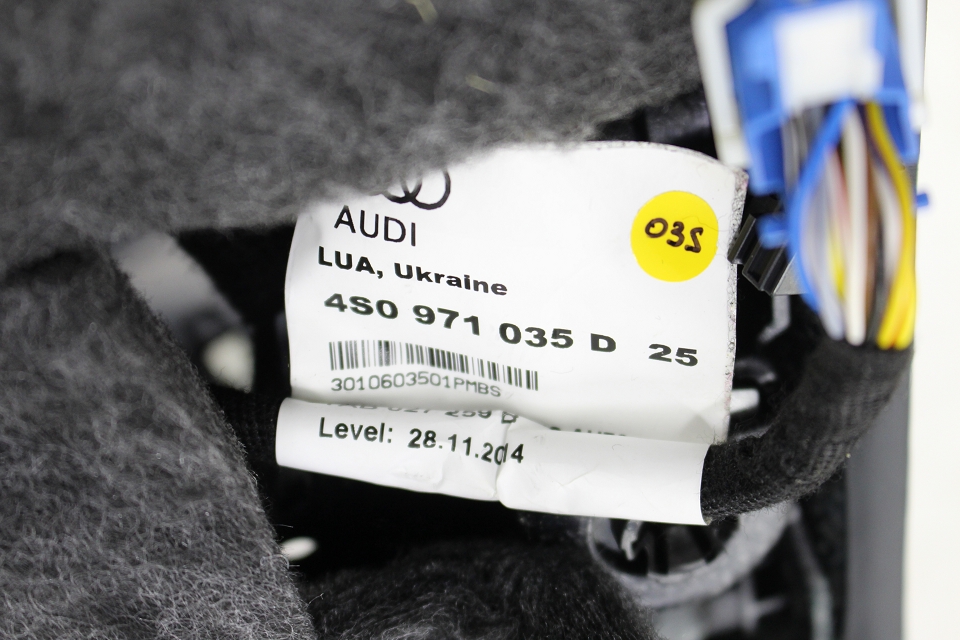 AUDI
03S
LUA, Ukraine
4S0 971 035 D 25
3010603501PMBS
Level: 28.11.2014